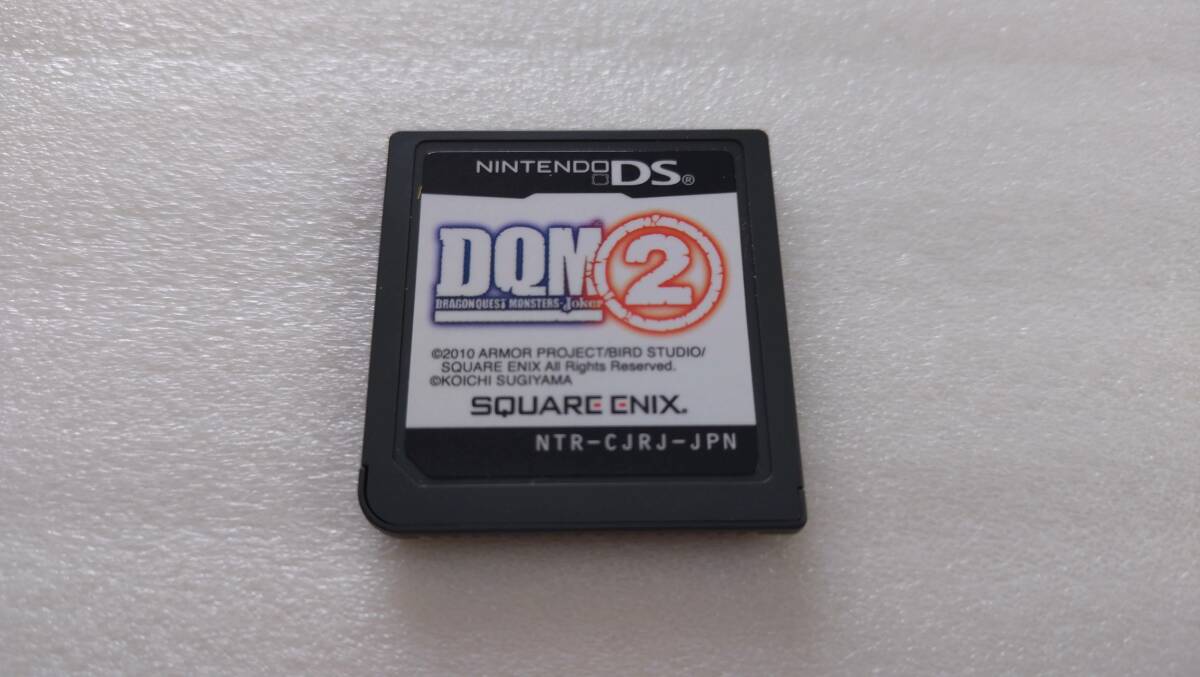 NINTENDO DS®
DQM 2
DRAGON QUEST MONSTERS-Joker
©2010 ARMOR PROJECT/BIRD STUDIO/
SQUARE ENIX All Rights Reserved.
©KOICHI SUGIYAMA
SQUARE ENIX.
NTR-CJRJ-JPN